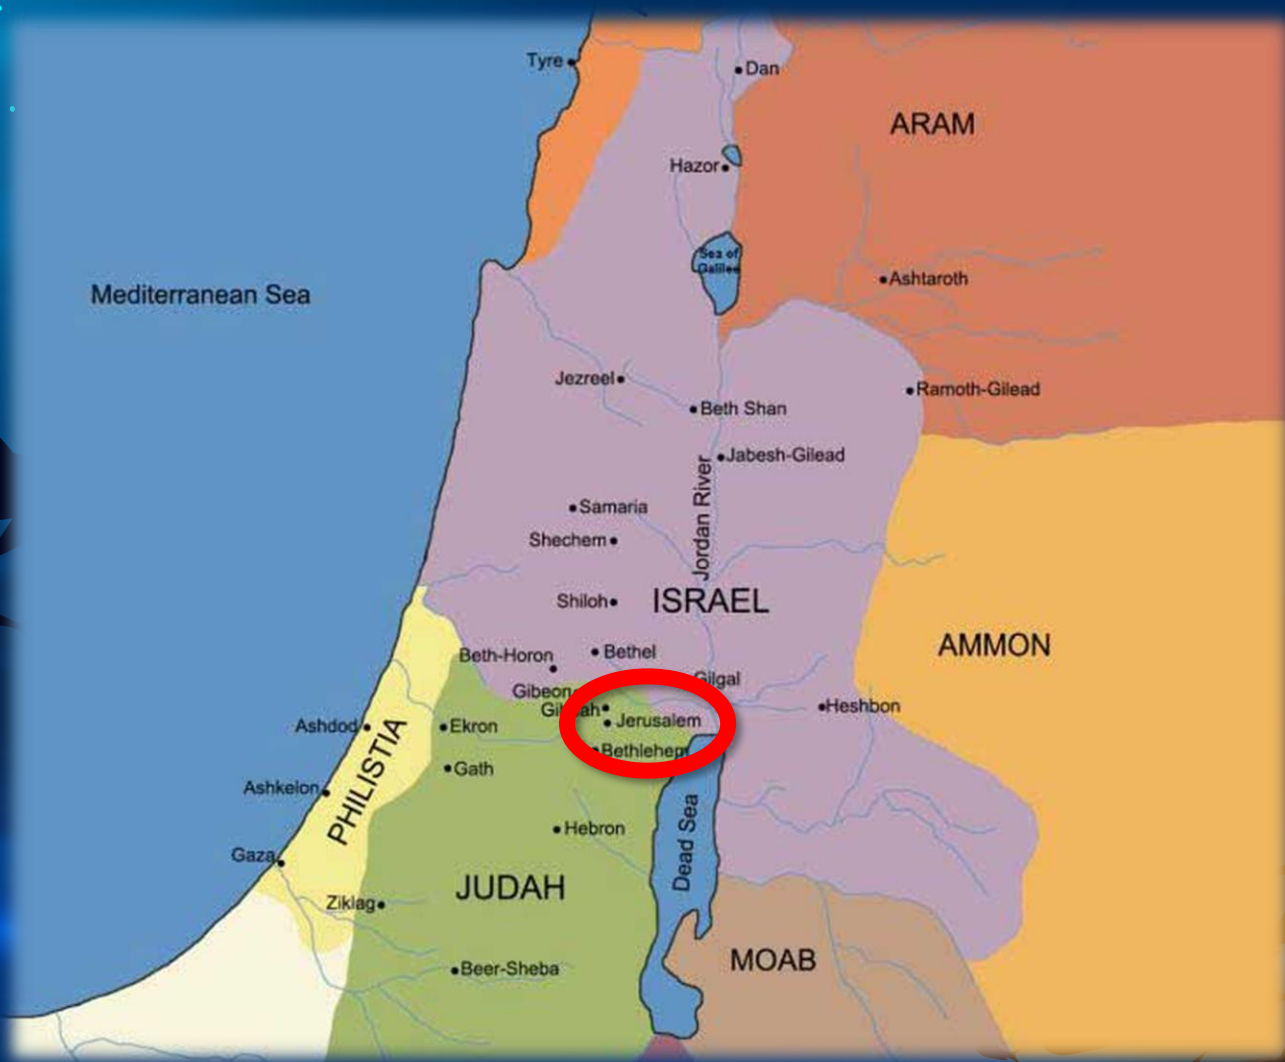 Tyre
Dan
ARAM
Hazor
Sea of
Galilee
Ashtaroth
Mediterranean Sea
Jezreel
Ramoth-Gilead
Beth Shan
Jabesh-Gilead
Jordan River
Samaria
Shechem
Shiloh
ISRAEL
AMMON
Bethel
Beth-Horon
Gilgal
Gibeon
Heshbon
Jerusalem
Ashdod
Ekron
PHILISTIA
Bethlehem
Gath
Ashkelon
Hebron
Dead Sea
Gaza
JUDAH
Ziklag
MOAB
Beer-Sheba